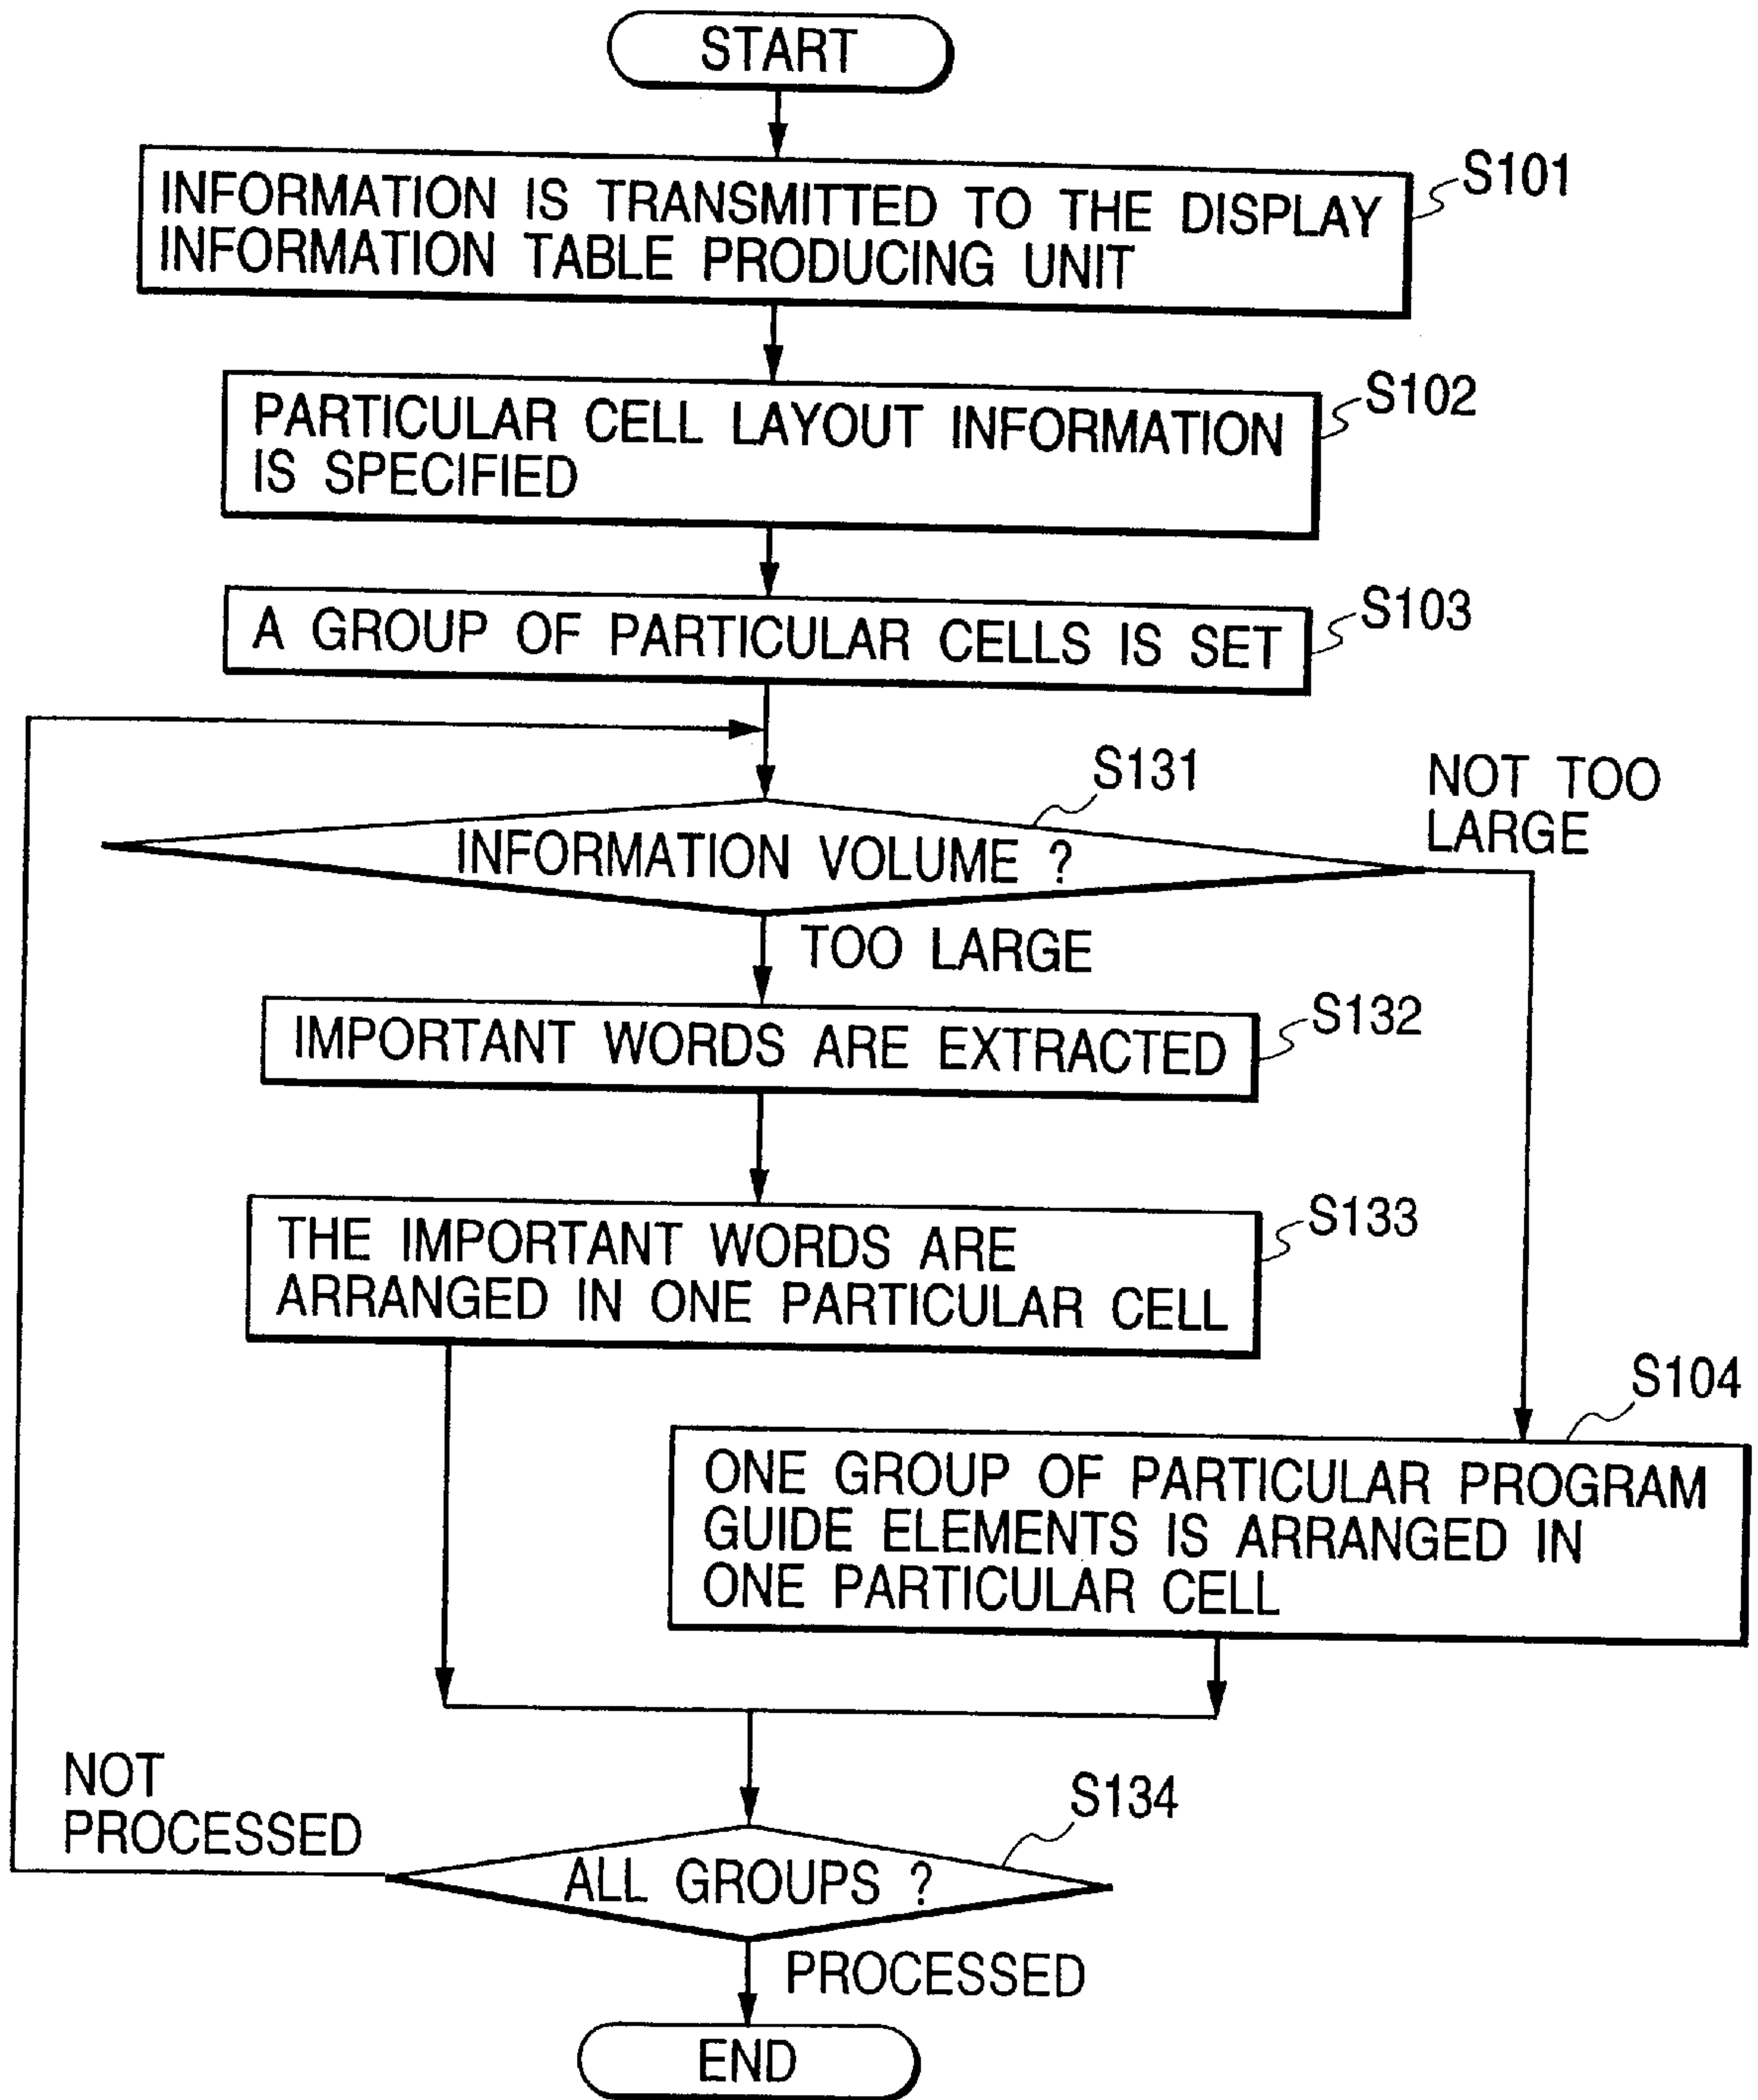 START
INFORMATION IS TRANSMITTED TO THE DISPLAY
INFORMATION TABLE PRODUCING UNIT
S101
PARTICULAR CELL LAYOUT INFORMATION
IS SPECIFIED
S102
A GROUP OF PARTICULAR CELLS IS SET
S103
INFORMATION VOLUME ?
S131
NOT TOO
LARGE
TOO LARGE
IMPORTANT WORDS ARE EXTRACTED
S132
THE IMPORTANT WORDS ARE
ARRANGED IN ONE PARTICULAR CELL
S133
S104
ONE GROUP OF PARTICULAR PROGRAM
GUIDE ELEMENTS IS ARRANGED IN
ONE PARTICULAR CELL
NOT
PROCESSED
S134
ALL GROUPS ?
PROCESSED
END